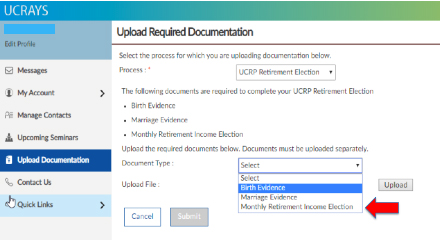 UCRAYS
Edit Profile
Messages
My Account
Manage Contacts
Upcoming Seminars
Upload Documentation
Contact Us
Quick Links
Upload Required Documentation
Select the process for which you are uploading documentation below.
Process : *
UCRP Retirement Election
The following documents are required to complete your UCRP Retirement Election
Birth Evidence
Marriage Evidence
Monthly Retirement Income Election
Upload the required documents below. Documents must be uploaded separately.
Document Type :
Select
Select
Birth Evidence
Marriage Evidence
Monthly Retirement Income Election
Upload File :
Upload
Cancel
Submit